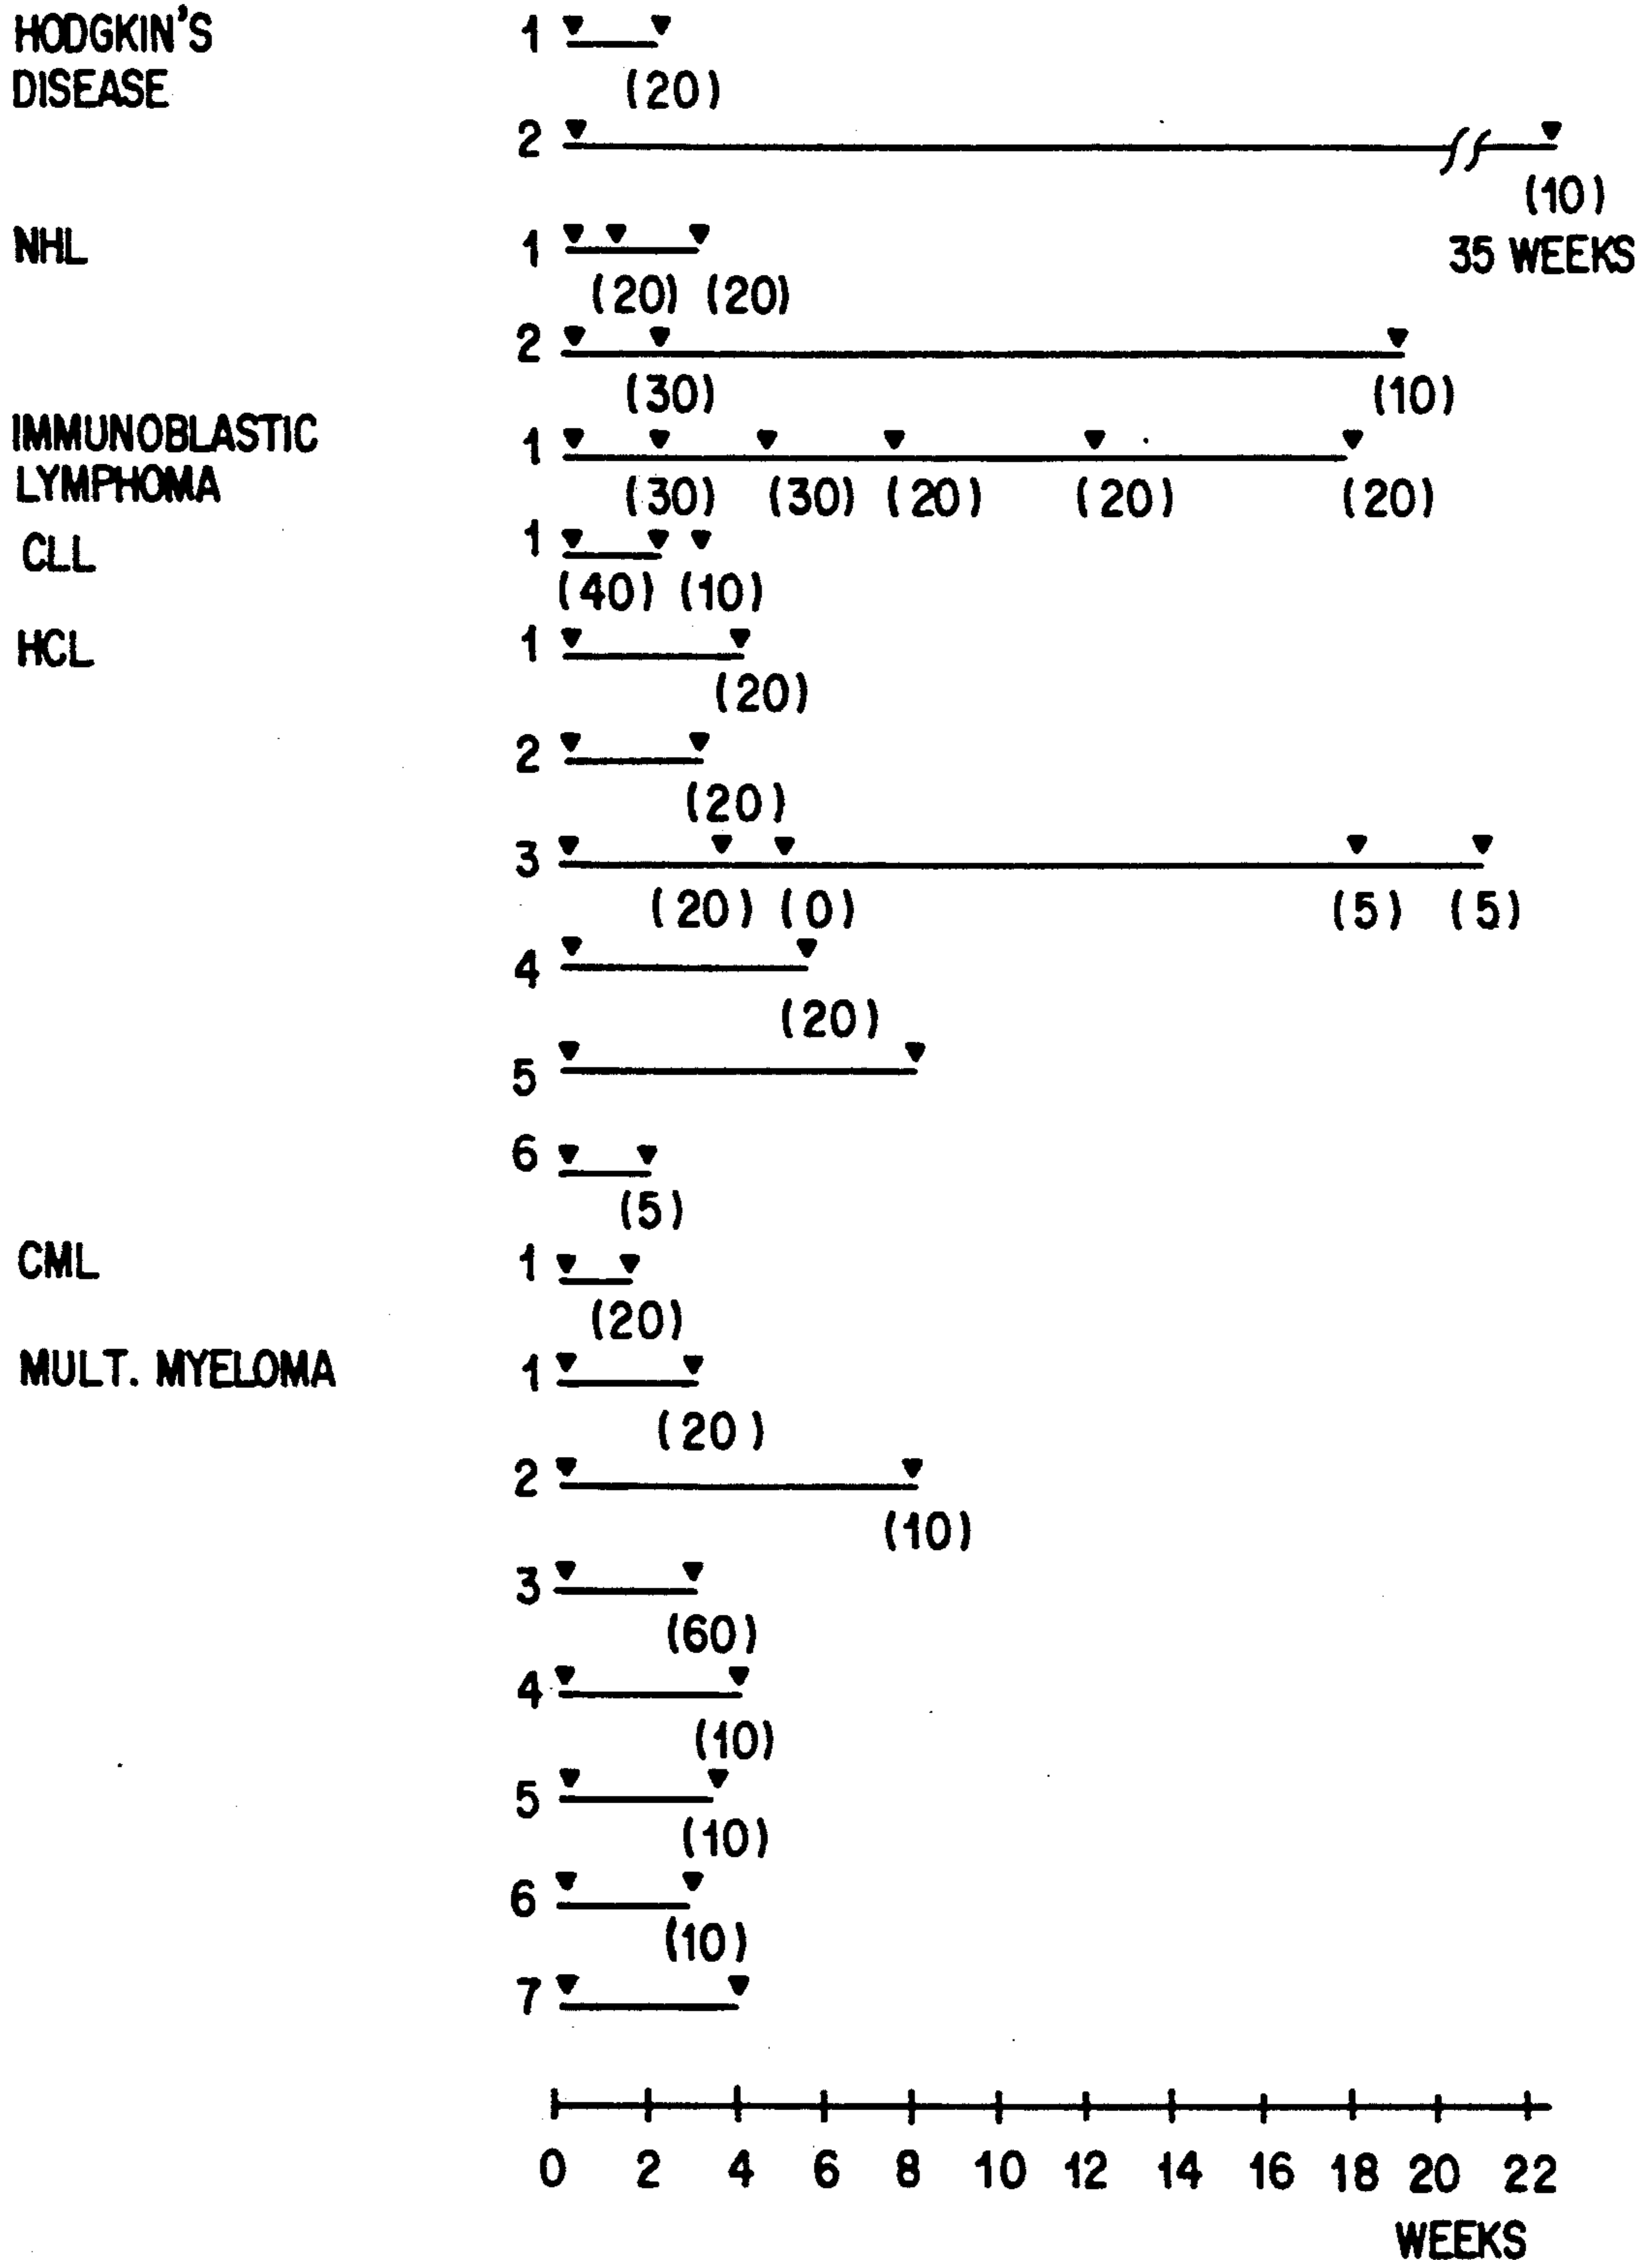 HODGKIN'S
DISEASE
1
(20)
2
(10)
35 WEEKS
NHL
1
(20) (20)
2
(30) (10)
IMMUNOBLASTIC
LYMPHOMA
1
(30) (30) (20) (20) (20)
CLL
1
(40) (10)
HCL
1
(20)
2
(20)
3
(20) (0) (5) (5)
4
(20)
5
6
(5)
CML
1
(20)
MULT. MYELOMA
1
(20)
2
(10)
3
(60)
4
(10)
5
(10)
6
(10)
7
0 2 4 6 8 10 12 14 16 18 20 22
WEEKS